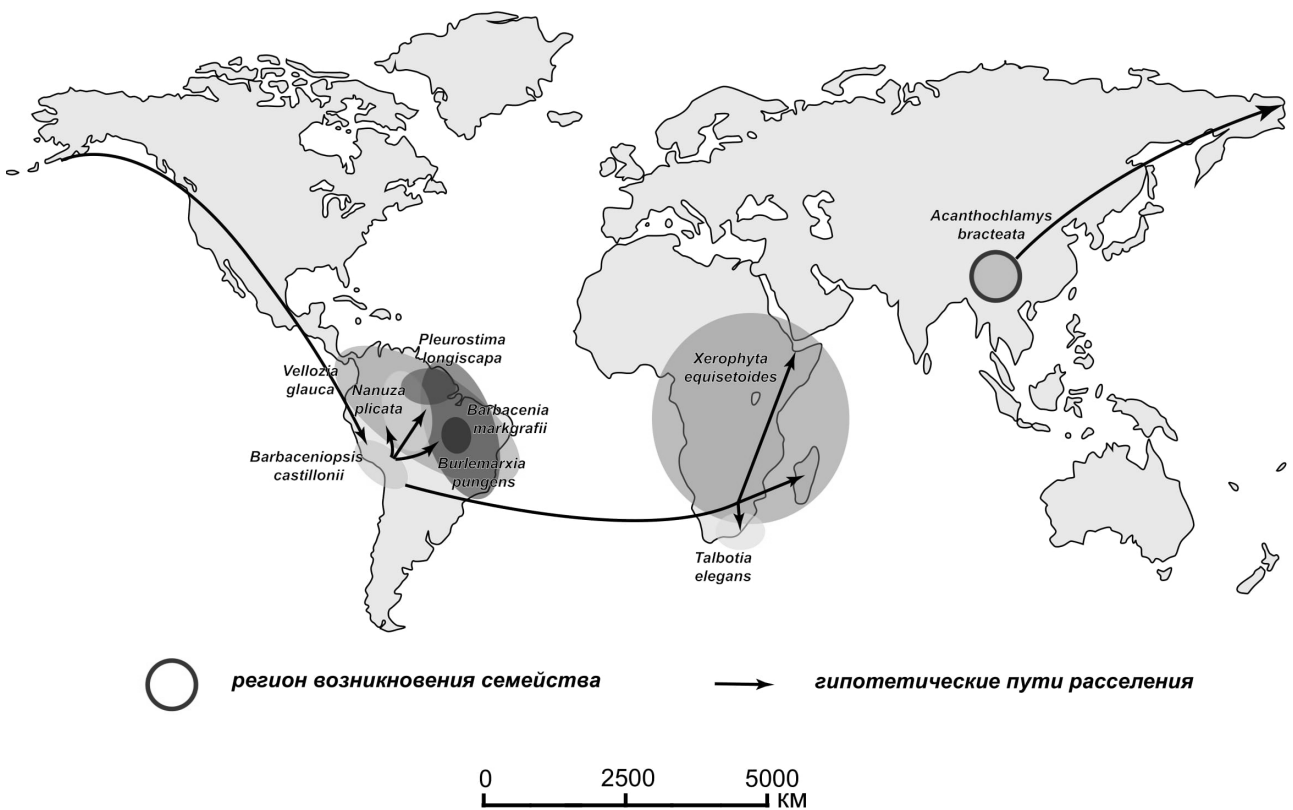 Acanthochlamys
bracteata
Pleurostima
longiscapa
Vellozia
glauca
Nanuza
plicata
Xerophyta
equisetoides
Barbacenia
markgrafii
Barbaceniopsis
castillonii
Burlemarxia
pungens
Talbotia
elegans
регион возникновения семейства
гипотетические пути расселения
0 2500 5000
км